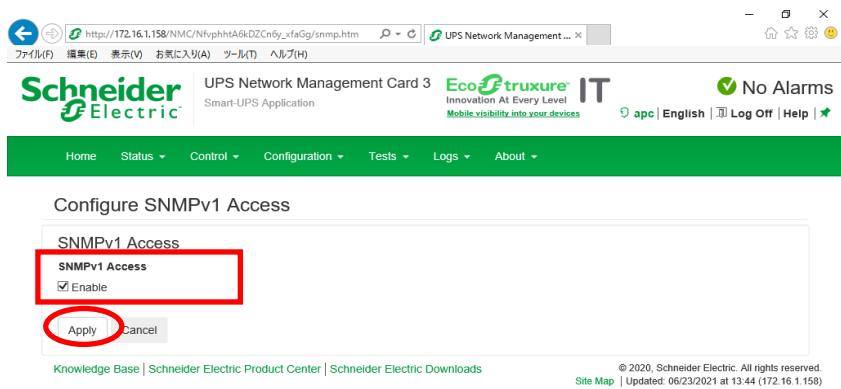 http://172.16.1.158/NMC/NfvphhtA6kDZCn6y_xfaGg/snmp.htm
UPS Network Management ...
ファイル(F) 編集(E) 表示(V) お気に入り(A) ツール(T) ヘルプ(H)
Schneider Electric
UPS Network Management Card 3
Smart-UPS Application
EcoStruxure IT
Innovation At Every Level
Mobile visibility into your devices
No Alarms
apc | English | Log Off | Help |
Home Status Control Configuration Tests Logs About
Configure SNMPv1 Access
SNMPv1 Access
SNMPv1 Access
Enable
Apply Cancel
Knowledge Base | Schneider Electric Product Center | Schneider Electric Downloads
© 2020, Schneider Electric. All rights reserved.
Site Map | Updated: 06/23/2021 at 13:44 (172.16.1.158)